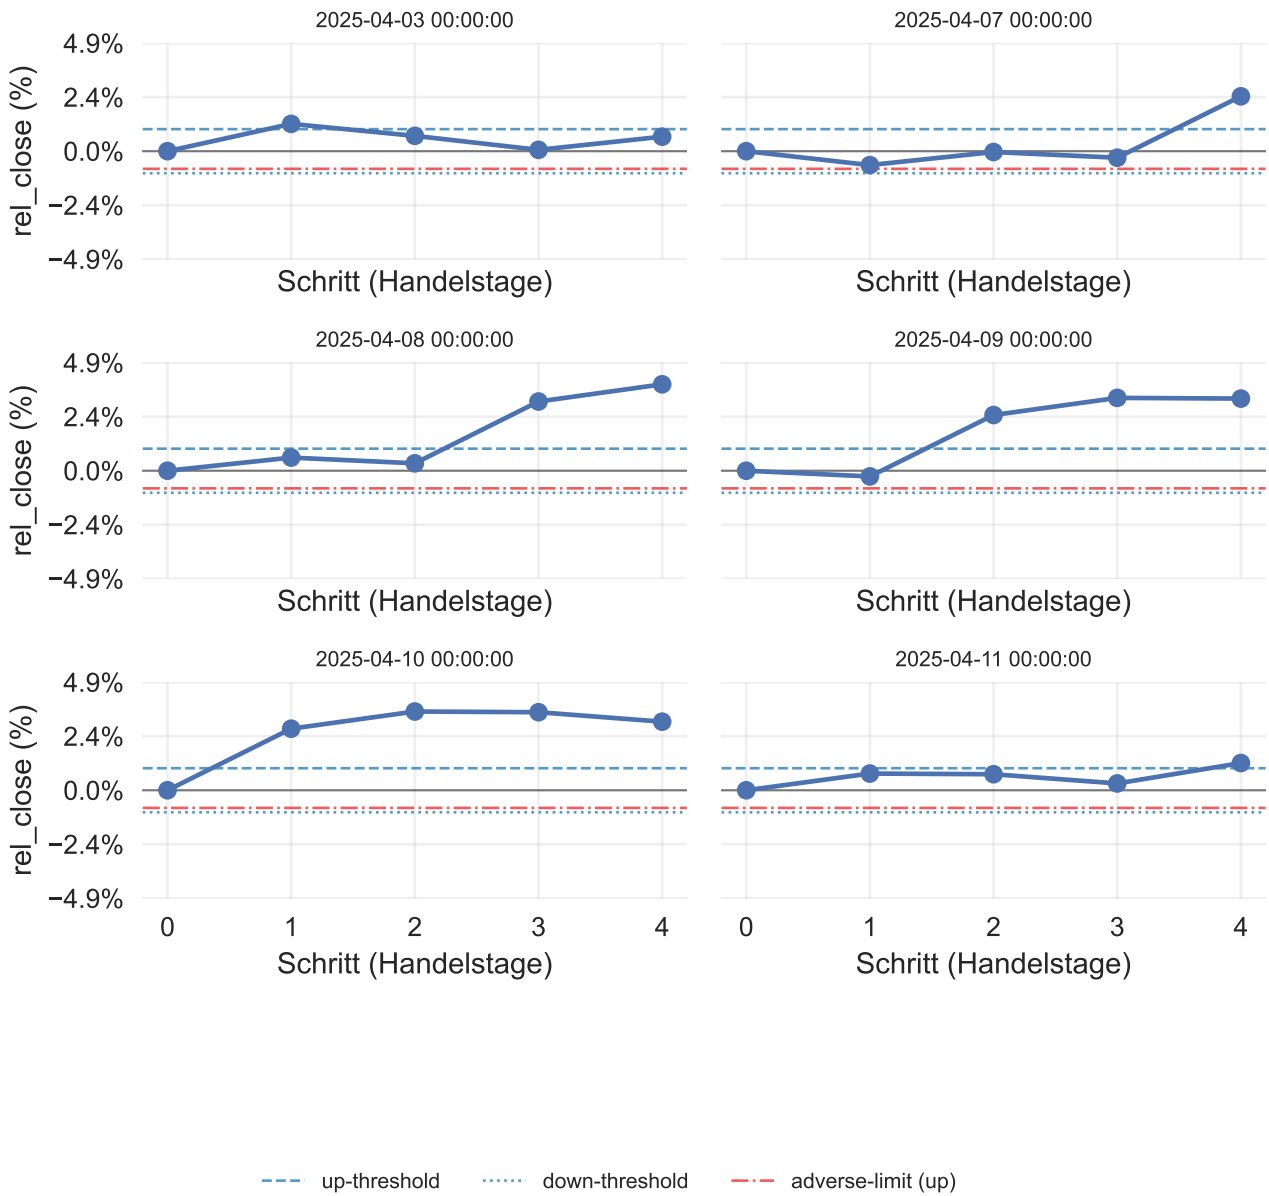 2025-04-03 00:00:00
2025-04-07 00:00:00
4.9%
2.4%
0.0%
−2.4%
−4.9%
rel_close (%)
Schritt (Handelstage)
Schritt (Handelstage)
2025-04-08 00:00:00
2025-04-09 00:00:00
4.9%
2.4%
0.0%
−2.4%
−4.9%
rel_close (%)
Schritt (Handelstage)
Schritt (Handelstage)
2025-04-10 00:00:00
2025-04-11 00:00:00
4.9%
2.4%
0.0%
−2.4%
−4.9%
rel_close (%)
0 1 2 3 4
0 1 2 3 4
Schritt (Handelstage)
Schritt (Handelstage)
up-threshold down-threshold adverse-limit (up)